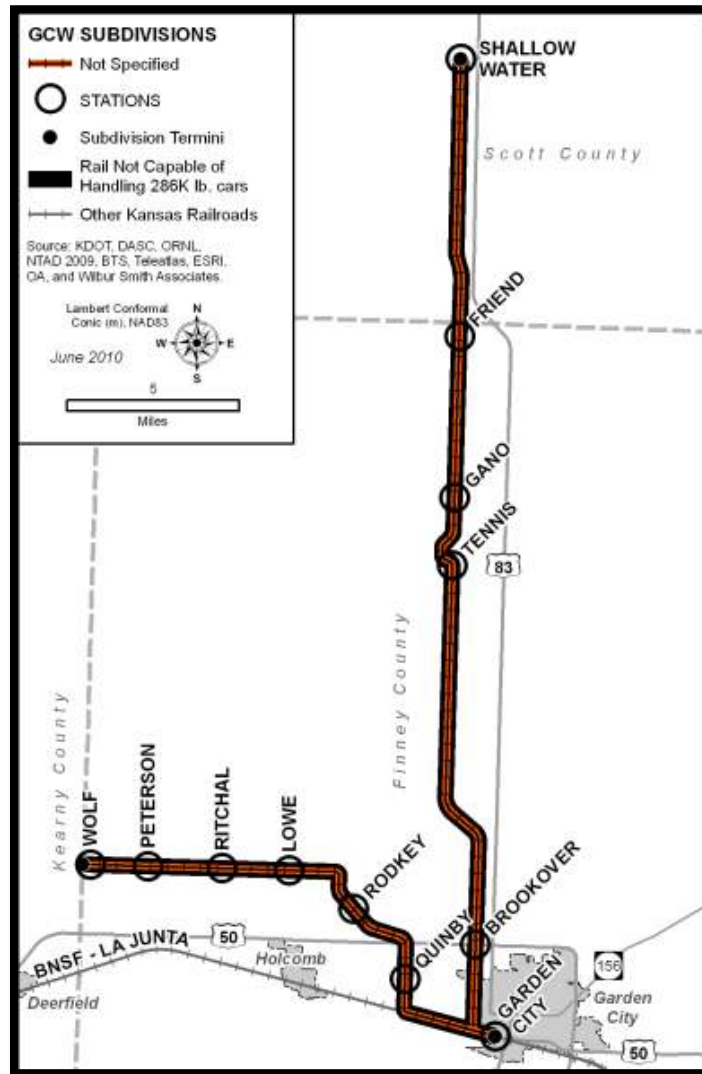 GCW SUBDIVISIONS
Not Specified
STATIONS
Subdivision Termini
Rail Not Capable of
Handling 286K lb. cars
Other Kansas Railroads
Source: KDOT, DASC, ORNL,
NTAD 2009, BTS, Teleatlas, ESRI,
OA, and Wilbur Smith Associates.
Lambert Conformal
Conic (m), NAD83
June 2010
N
W
E
S
5
Miles
SHALLOW
WATER
Scott County
FRIEND
GANO
TENNIS
83
Finney County
Kearny County
WOLF
PETERSON
RITCHAL
LOWE
RODKEY
QUINBY
BROOKOVER
50
BNSF - LA JUNTA
Holcomb
Deerfield
GARDEN
CITY
156
Garden
City
50